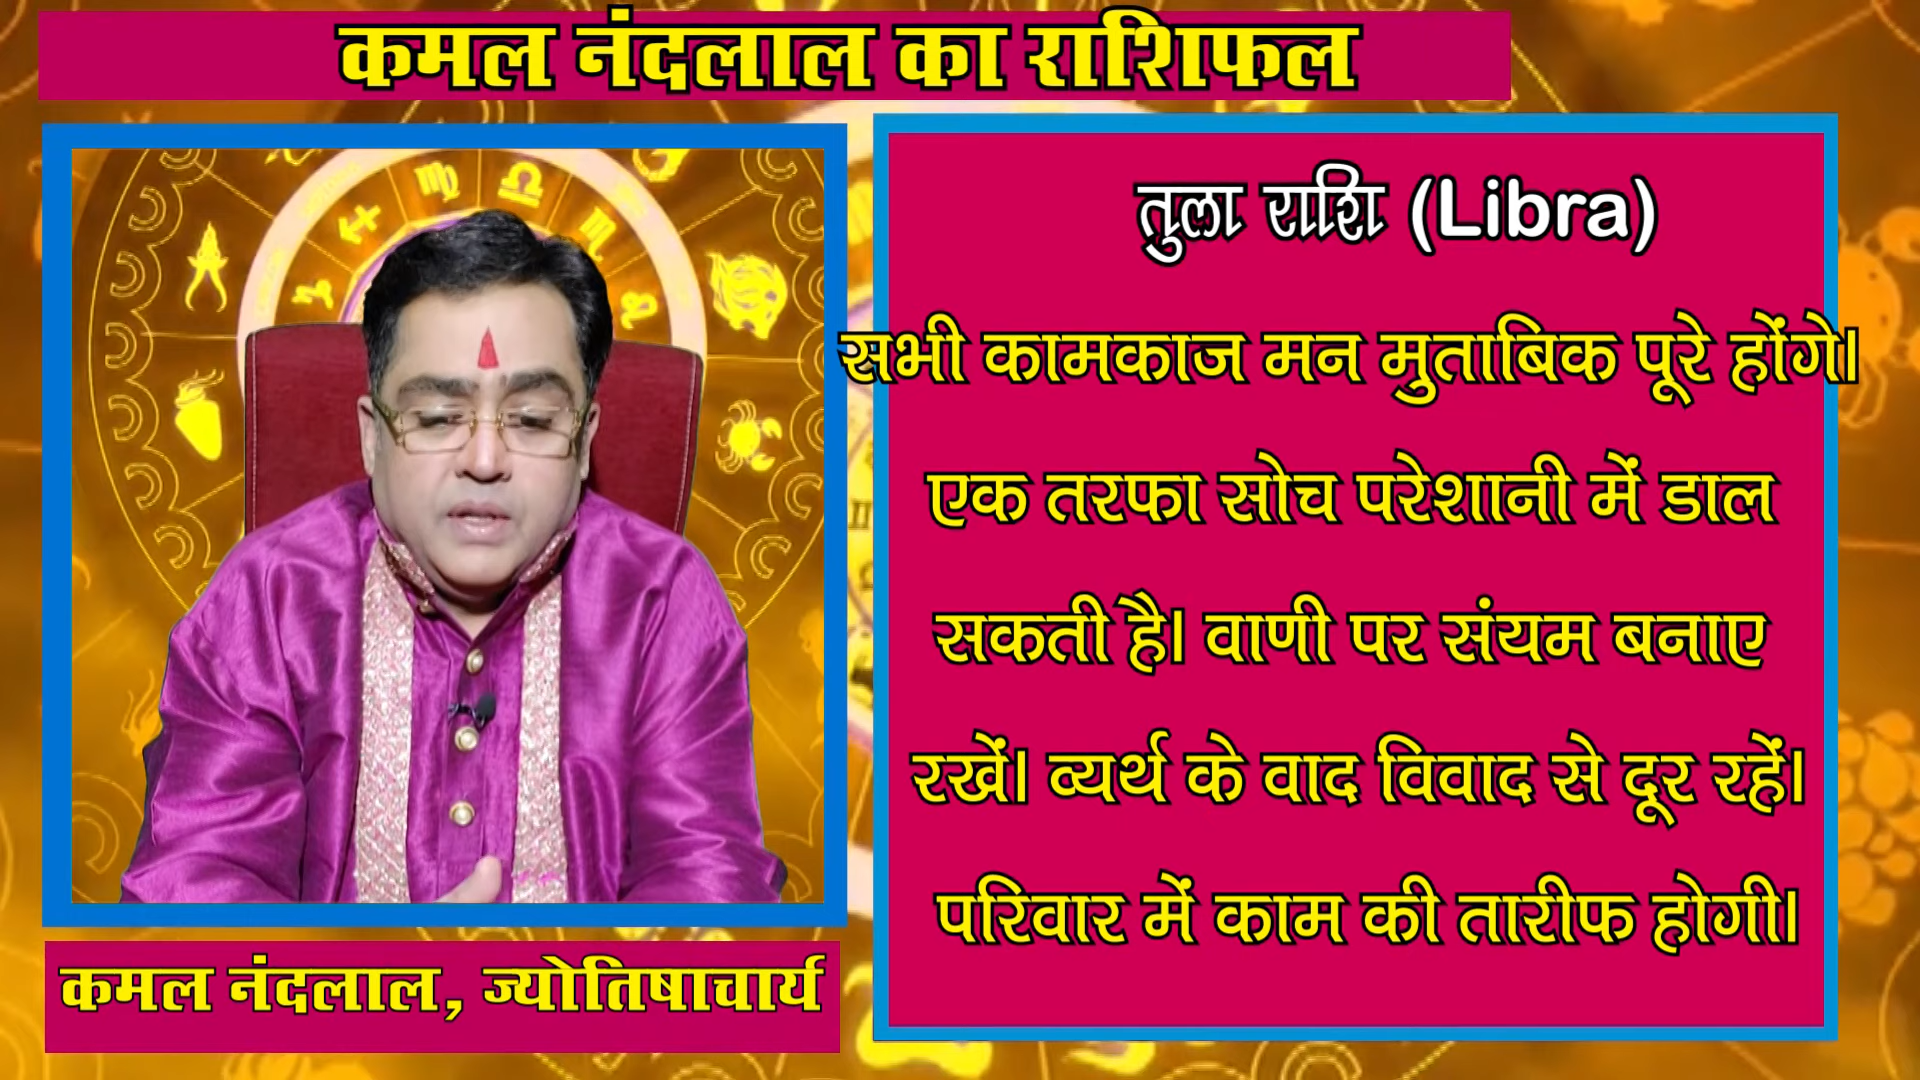 कमल नंदलाल का राशिफल
तुला राशि (Libra)
सभी कामकाज मन मुताबिक पूरे होंगे।
एक तरफा सोच परेशानी में डाल
सकती है। वाणी पर संयम बनाए
रखें। व्यर्थ के वाद विवाद से दूर रहें।
परिवार में काम की तारीफ होगी।
कमल नंदलाल, ज्योतिषाचार्य